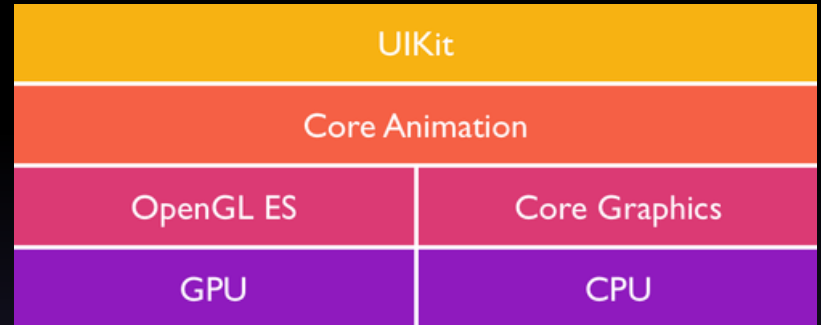 UIKit
Core Animation
OpenGL ES
Core Graphics
GPU
CPU